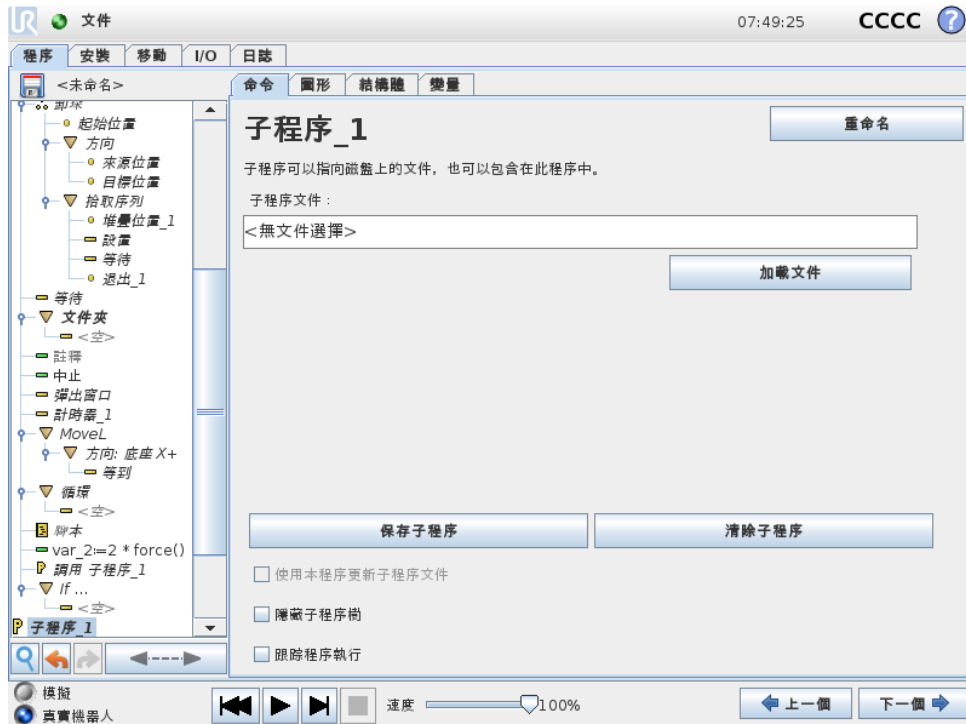 UR 文件 07:49:25 CCCC ?
程序 安裝 移動 I/O 日誌
<未命名>
命令 圖形 結構體 變量
卸垛
起始位置
方向
來源位置
目標位置
拾取序列
堆疊位置_1
設置
等待
退出_1
等待
文件夾
<空>
註釋
中止
彈出窗口
計時器_1
MoveL
方向: 底座 X+
等到
循環
<空>
腳本
var_2≔2 * force()
調用 子程序_1
If ...
<空>
子程序_1
子程序_1
重命名
子程序可以指向磁盤上的文件，也可以包含在此程序中。
子程序文件：
<無文件選擇>
加載文件
保存子程序 清除子程序
使用本程序更新子程序文件
隱藏子程序樹
跟踪程序執行
模擬
真實機器人
速度 100%
上一個 下一個